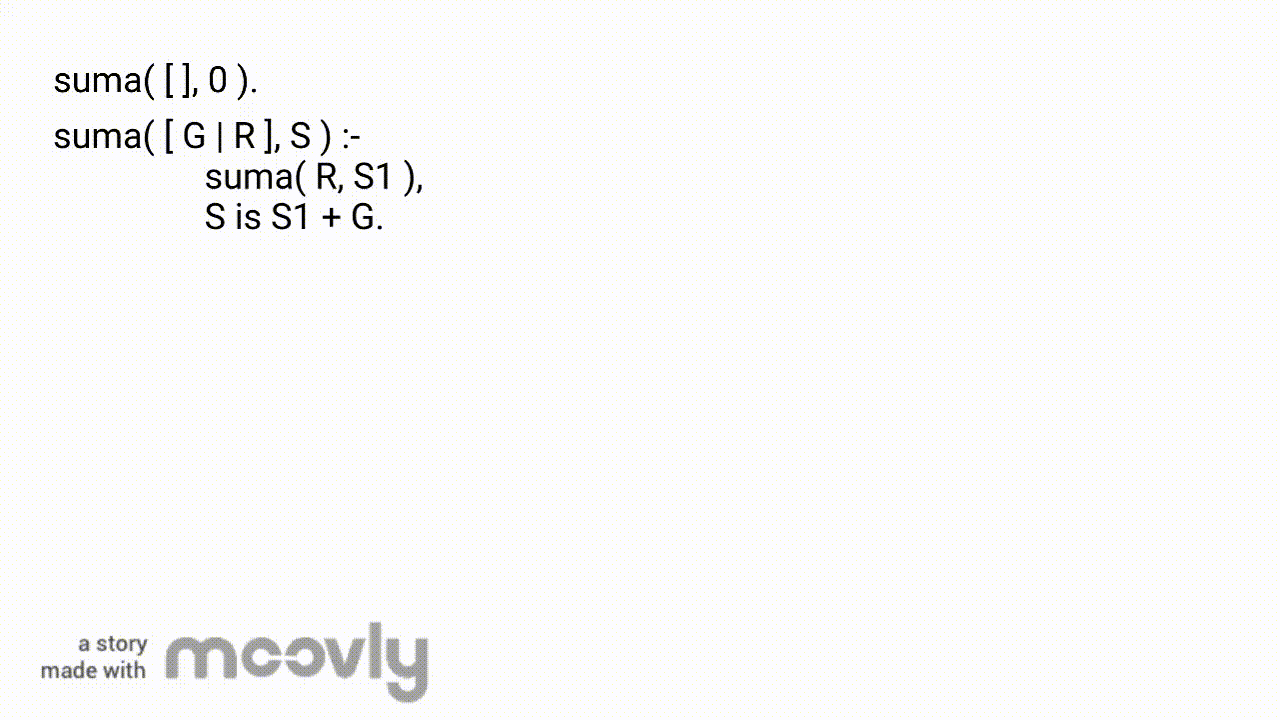 suma( [ ], 0 ).
suma( [ G | R ], S ) :-
suma( R, S1 ),
S is S1 + G.
a story
made with
moovly